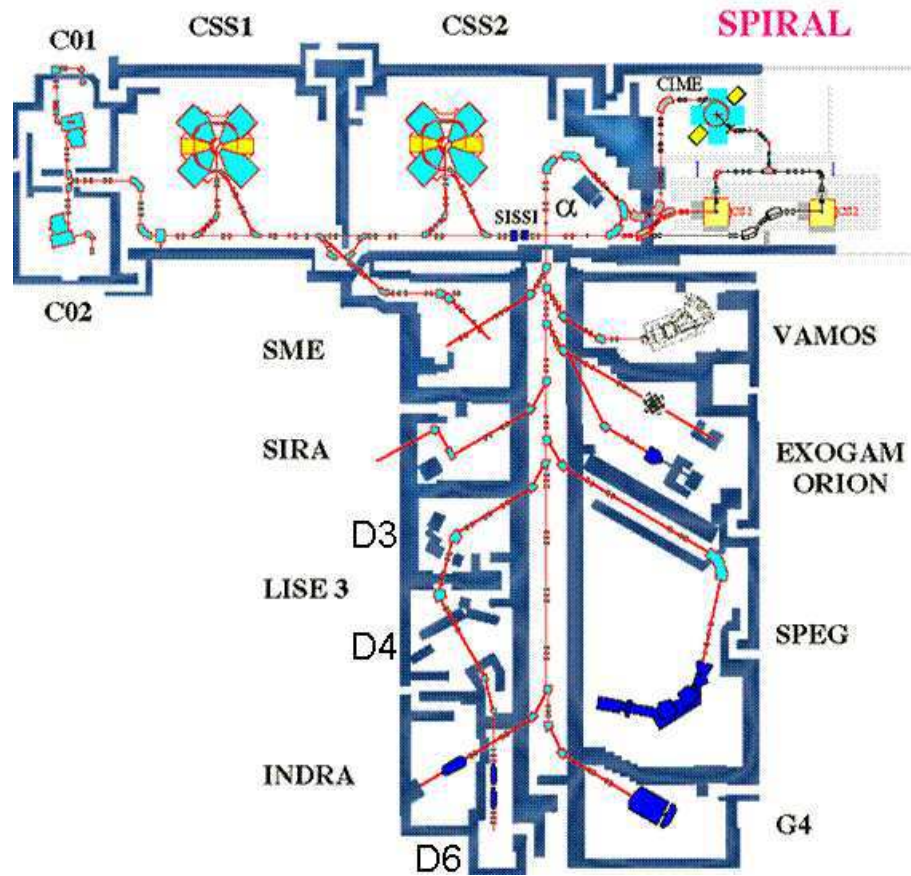 C01
CSS1
CSS2
SPIRAL
CIME
SISSI
α
C02
SME
VAMOS
SIRA
EXOGAM
ORION
D3
LISE 3
D4
SPEG
INDRA
G4
D6